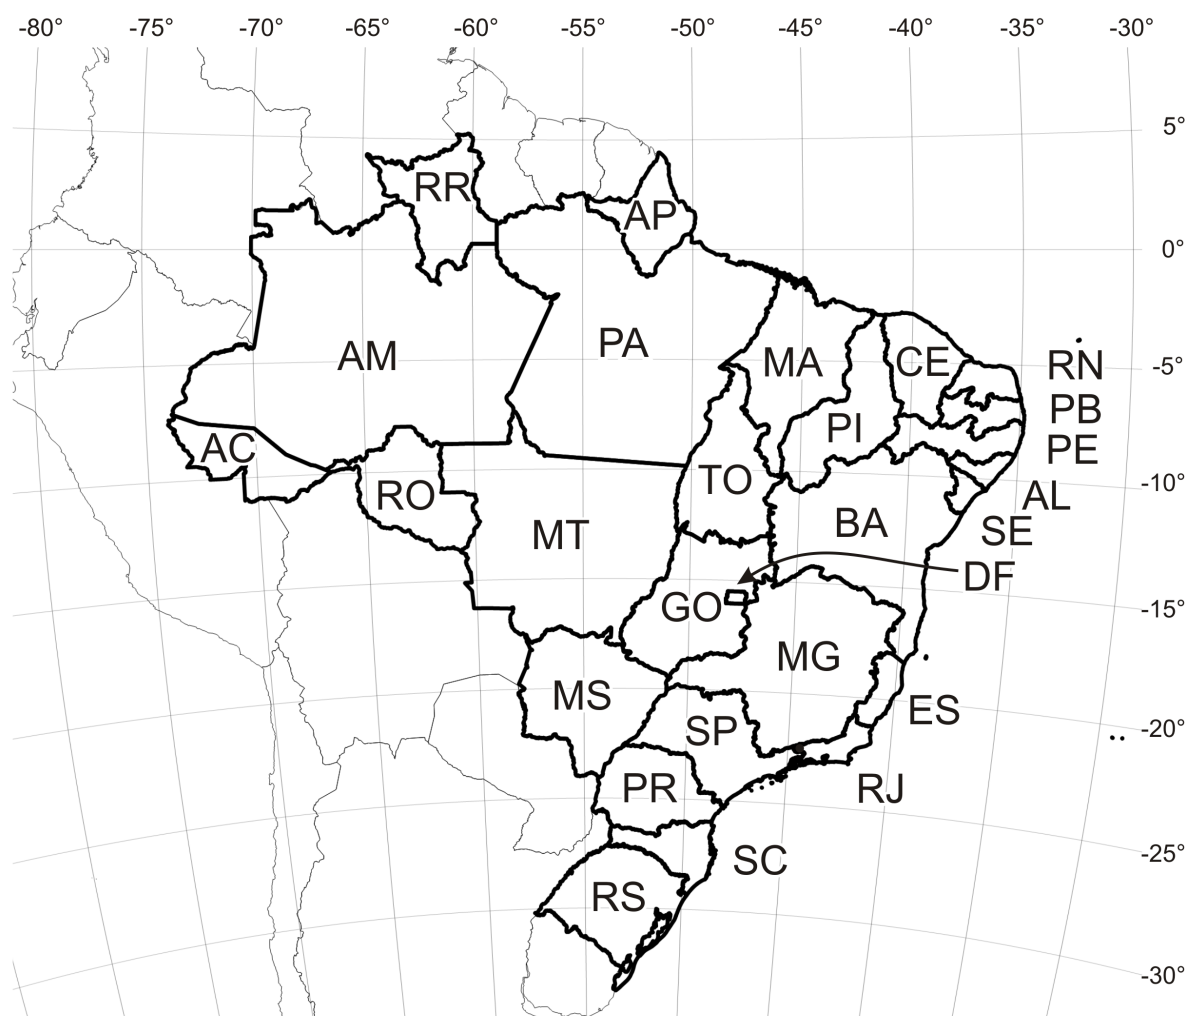 -80° -75° -70° -65° -60° -55° -50° -45° -40° -35° -30°
5°
RR
AP
0°
AM
PA
MA
CE
RN
-5°
PB
PI
AC
PE
TO
-10°
RO
AL
BA
SE
MT
DF
GO
-15°
MG
MS
ES
SP
-20°
PR
RJ
SC
-25°
RS
-30°